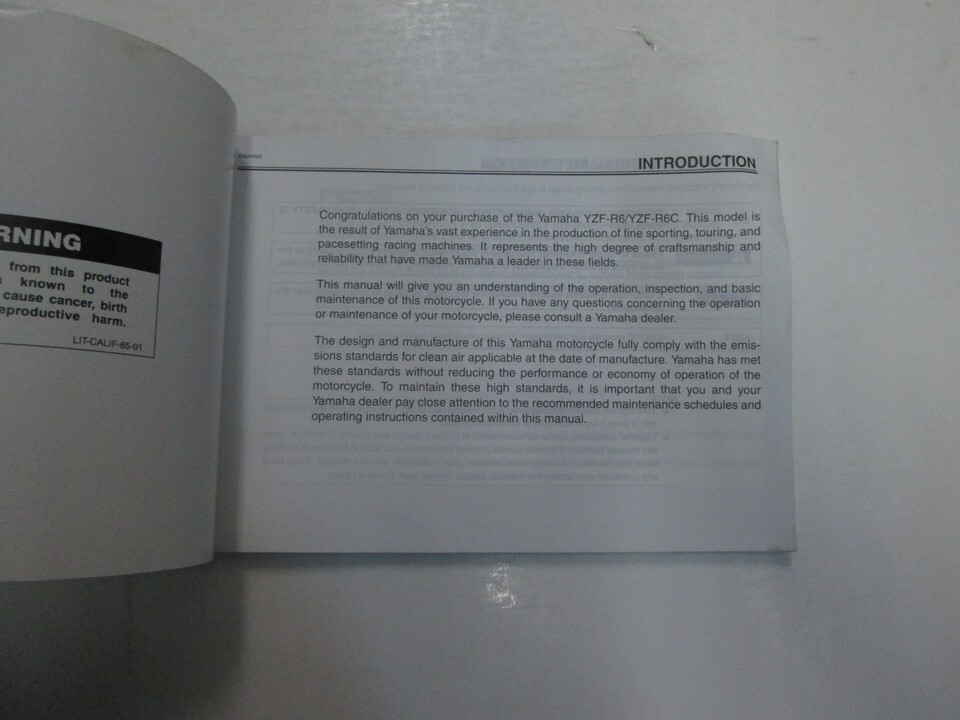 RNING
from this product
known to the
cause cancer, birth
eproductive harm.
LIT-CALIF-65-01
INTRODUCTION
Congratulations on your purchase of the Yamaha YZF-R6/YZF-R6C. This model is
the result of Yamaha's vast experience in the production of fine sporting, touring, and
pacesetting racing machines. It represents the high degree of craftsmanship and
reliability that have made Yamaha a leader in these fields.
This manual will give you an understanding of the operation, inspection, and basic
maintenance of this motorcycle. If you have any questions concerning the operation
or maintenance of your motorcycle, please consult a Yamaha dealer.
The design and manufacture of this Yamaha motorcycle fully comply with the emis-
sions standards for clean air applicable at the date of manufacture. Yamaha has met
these standards without reducing the performance or economy of operation of the
motorcycle. To maintain these high standards, it is important that you and your
Yamaha dealer pay close attention to the recommended maintenance schedules and
operating instructions contained within this manual.